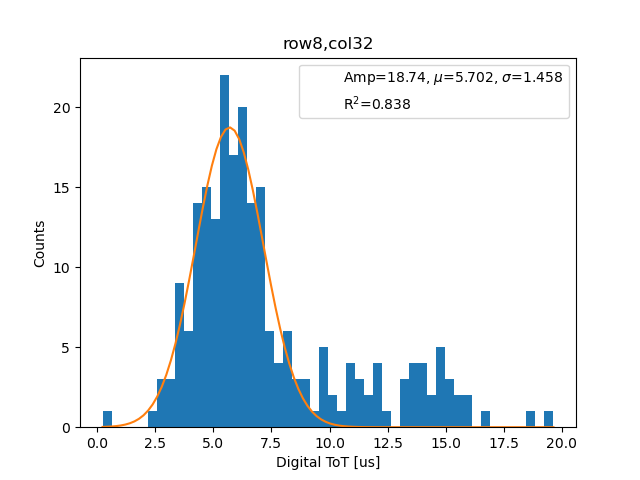 row8,col32
Amp=18.74, μ=5.702, σ=1.458
R²=0.838
20
15
10
5
0
Counts
0.0 2.5 5.0 7.5 10.0 12.5 15.0 17.5 20.0
Digital ToT [us]